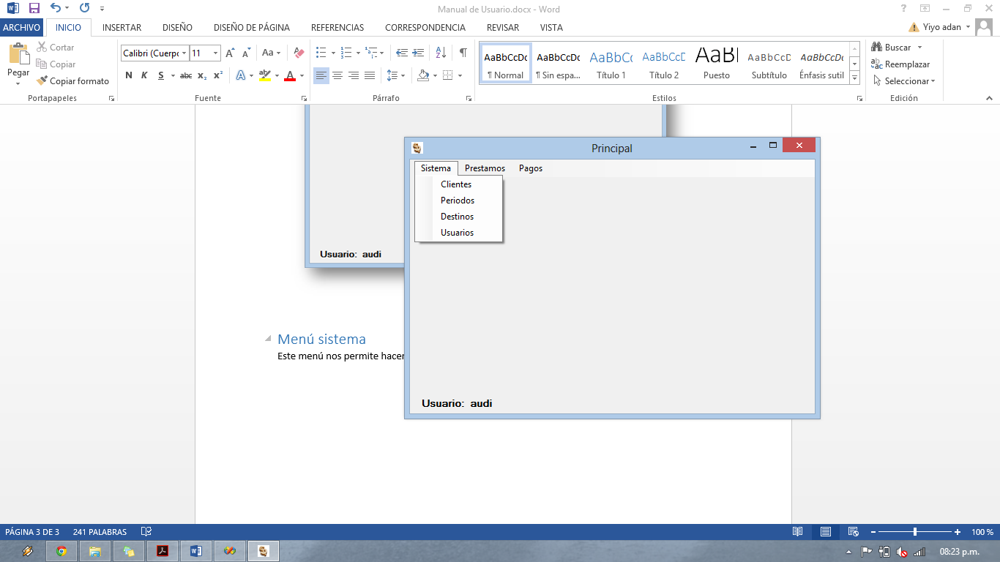 Manual de Usuario.docx - Word
ARCHIVO INICIO INSERTAR DISEÑO DISEÑO DE PÁGINA REFERENCIAS CORRESPONDENCIA REVISAR VISTA Yiyo adan
Pegar
Cortar
Copiar
Copiar formato
Portapapeles
Calibri (Cuerpo 11 A A Aa
N K S abc x₂ x² A ab A
Fuente
A Z ¶
Párrafo
AaBbCcDc AaBbCcDc AaBbCc AaBbCcD AaB AaBbCcD AaBbCcDc
¶ Normal ¶ Sin espa... Título 1 Título 2 Puesto Subtítulo Énfasis sutil
Estilos
Buscar
Reemplazar
Seleccionar
Edición
Principal
Sistema Prestamos Pagos
Clientes
Periodos
Destinos
Usuarios
Usuario: audi
Usuario: audi
Menú sistema
Este menú nos permite hacer
PÁGINA 3 DE 3 241 PALABRAS 100 %
08:23 p.m.